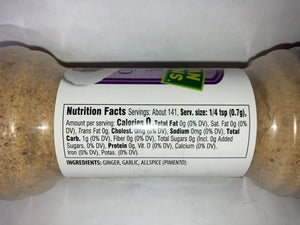 Nutrition Facts Servings: About 141, Serv. size: 1/4 tsp (0.7g),
Amount per serving: Calories 0, Total Fat 0g (0% DV), Sat. Fat 0g (0%
DV), Trans Fat 0g, Cholest. 0mg (0% DV), Sodium 0mg (0% DV), Total
Carb. 1g (0% DV), Fiber 0g (0% DV), Total Sugars 0g (Incl. 0g Added
Sugars, 0% DV), Protein 0g, Vit. D (0% DV), Calcium (0% DV),
Iron (0% DV), Potas. (0% DV).
INGREDIENTS: GINGER, GARLIC, ALLSPICE (PIMENTO).